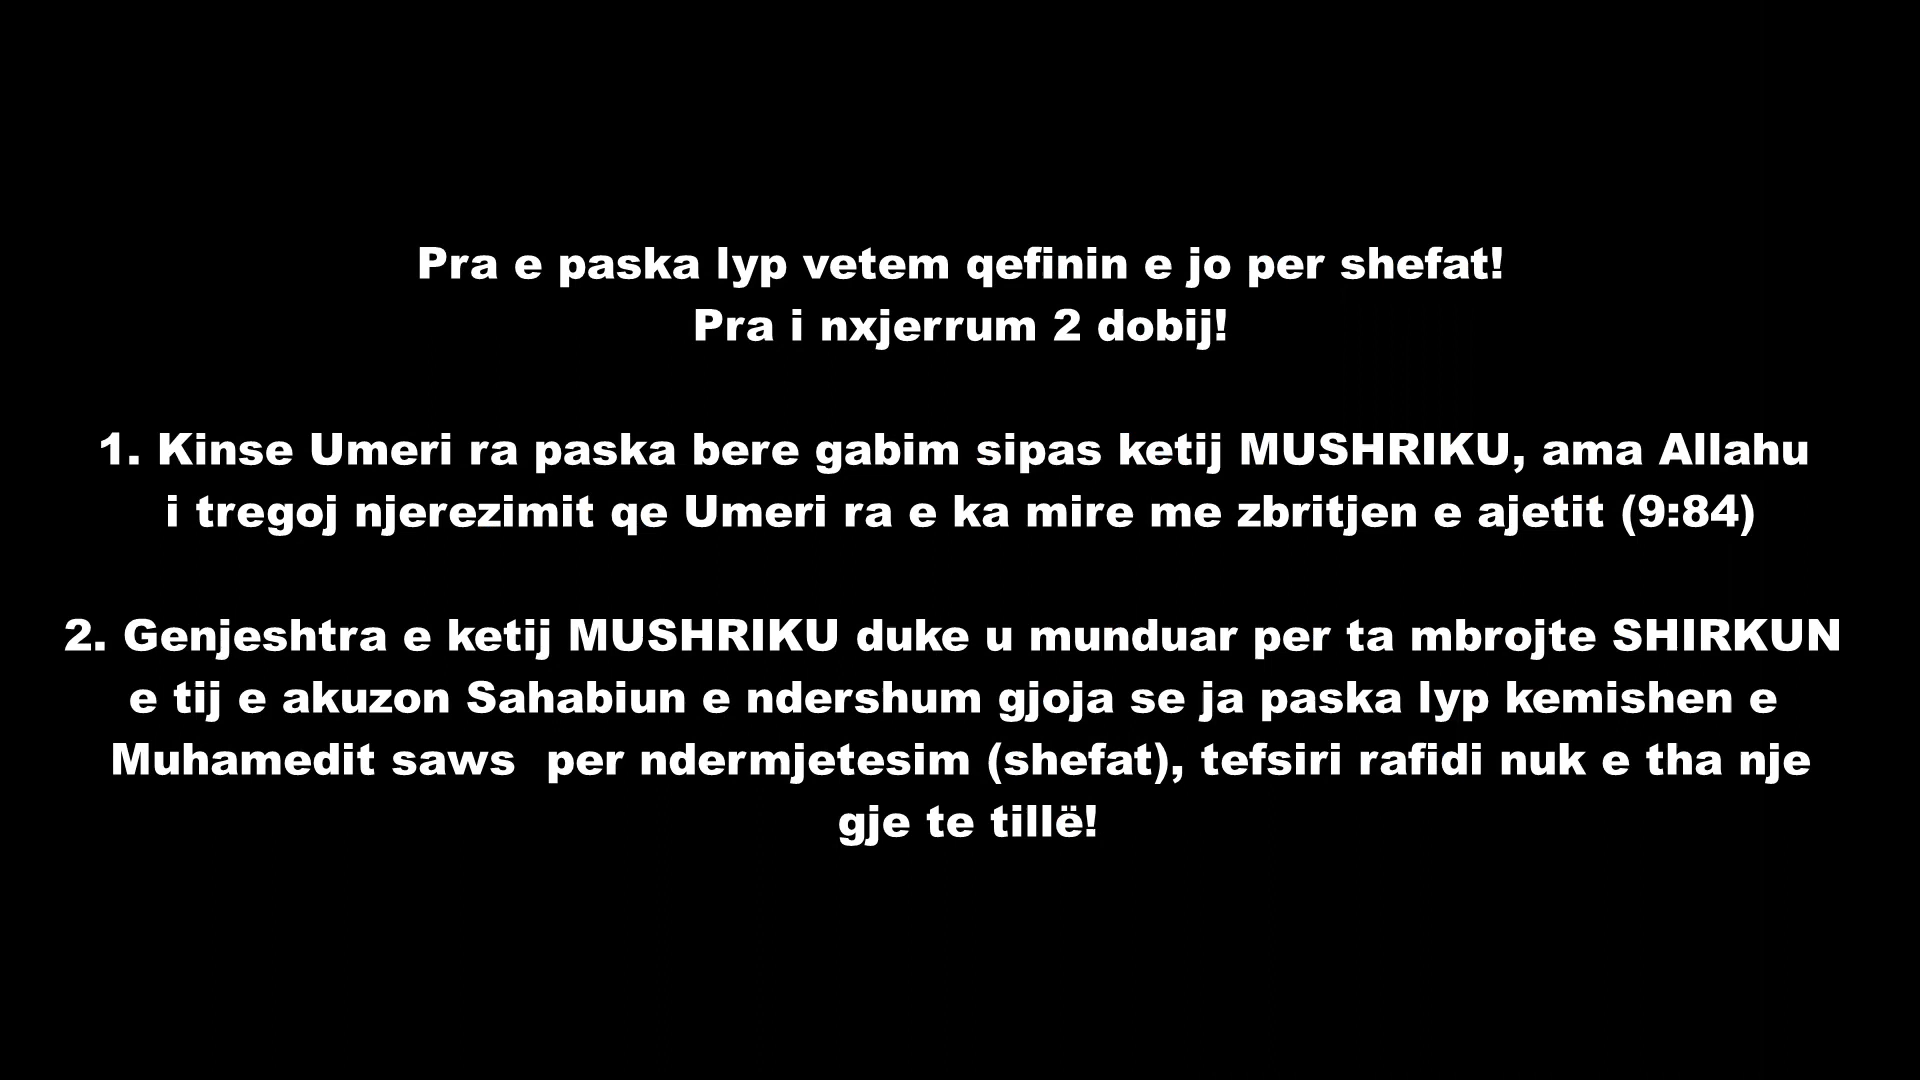 Pra e paska lyp vetem qefinin e jo per shefat!
Pra i nxjerrum 2 dobij!
1. Kinse Umeri ra paska bere gabim sipas ketij MUSHRIKU, ama Allahu
i tregoj njerezimit qe Umeri ra e ka mire me zbritjen e ajetit (9:84)
2. Genjeshtra e ketij MUSHRIKU duke u munduar per ta mbrojte SHIRKUN
e tij e akuzon Sahabiun e ndershum gjoja se ja paska lyp kemishen e
Muhamedit saws  per ndermjetesim (shefat), tefsiri rafidi nuk e tha nje
gje te tillë!